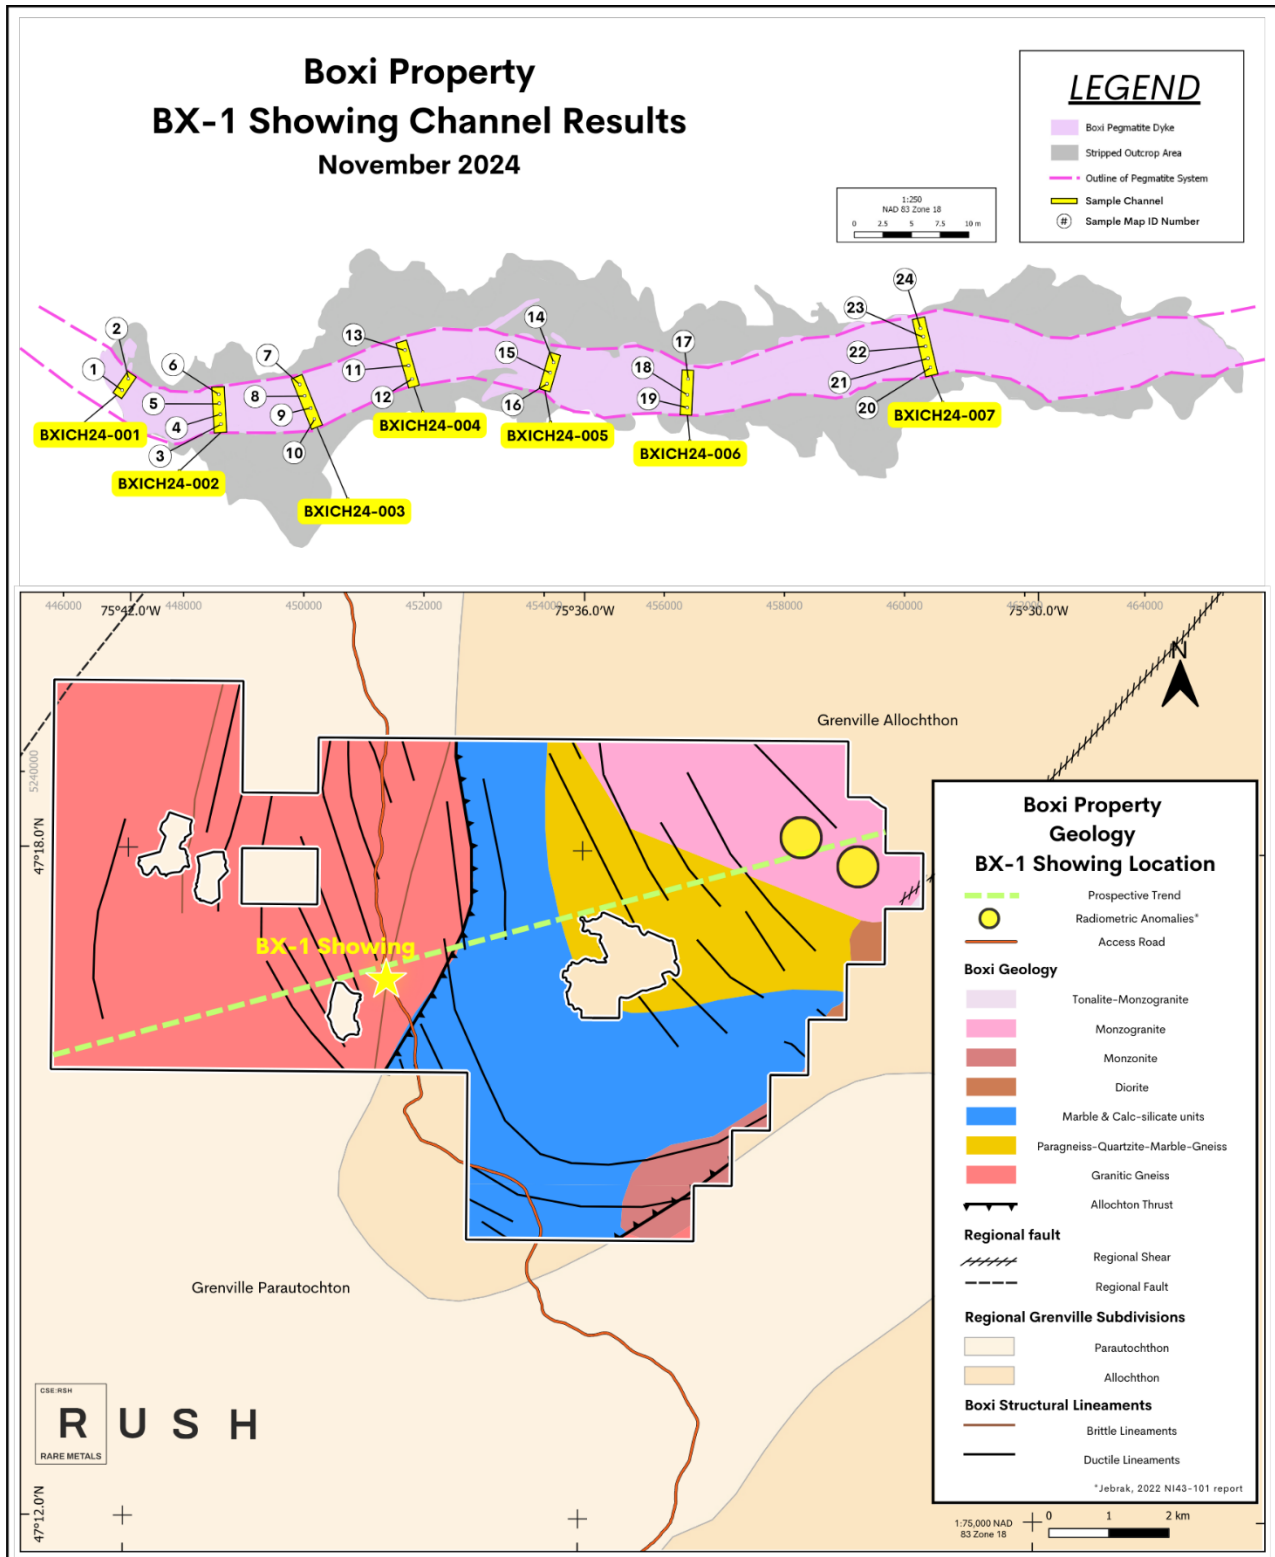 Boxi Property
BX-1 Showing Channel Results
November 2024
LEGEND
Boxi Pegmatite Dyke
Stripped Outcrop Area
Outline of Pegmatite System
Sample Channel
# Sample Map ID Number
1:250
NAD 83 Zone 18
0 2.5 5 7.5 10 m
1
2
3
4
5
6
7
8
9
10
11
12
13
14
15
16
17
18
19
20
21
22
23
24
BXICH24-001
BXICH24-002
BXICH24-003
BXICH24-004
BXICH24-005
BXICH24-006
BXICH24-007
446000 448000 450000 452000 454000 456000 458000 460000 462000 464000
75°42.0'W 75°36.0'W 75°30.0'W
N
Grenville Allochthon
5240000
47°18.0'N
BX-1 Showing
Grenville Parautochton
47°12.0'N
Boxi Property
Geology
BX-1 Showing Location
Prospective Trend
Radiometric Anomalies*
Access Road
Boxi Geology
Tonalite-Monzogranite
Monzogranite
Monzonite
Diorite
Marble & Calc-silicate units
Paragneiss-Quartzite-Marble-Gneiss
Granitic Gneiss
Allochton Thrust
Regional fault
Regional Shear
Regional Fault
Regional Grenville Subdivisions
Parautochthon
Allochthon
Boxi Structural Lineaments
Brittle Lineaments
Ductile Lineaments
*Jebrak, 2022 NI43-101 report
1:75,000 NAD
83 Zone 18
0 1 2 km
CSE:RSH
R U S H
RARE METALS